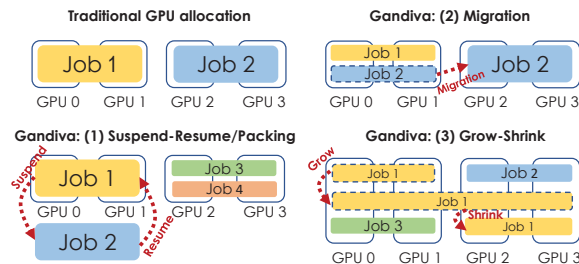 Traditional GPU allocation
Job 1
Job 2
GPU 0
GPU 1
GPU 2
GPU 3
Gandiva: (2) Migration
Job 1
Job 2
Migration
Job 2
GPU 0
GPU 1
GPU 2
GPU 3
Gandiva: (1) Suspend-Resume/Packing
Suspend
Job 1
Job 3
Job 4
GPU 0
GPU 1
GPU 2
GPU 3
Job 2
Resume
Gandiva: (3) Grow-Shrink
Grow
Job 1
Job 2
Job 1
Shrink
Job 3
Job 1
GPU 0
GPU 1
GPU 2
GPU 3